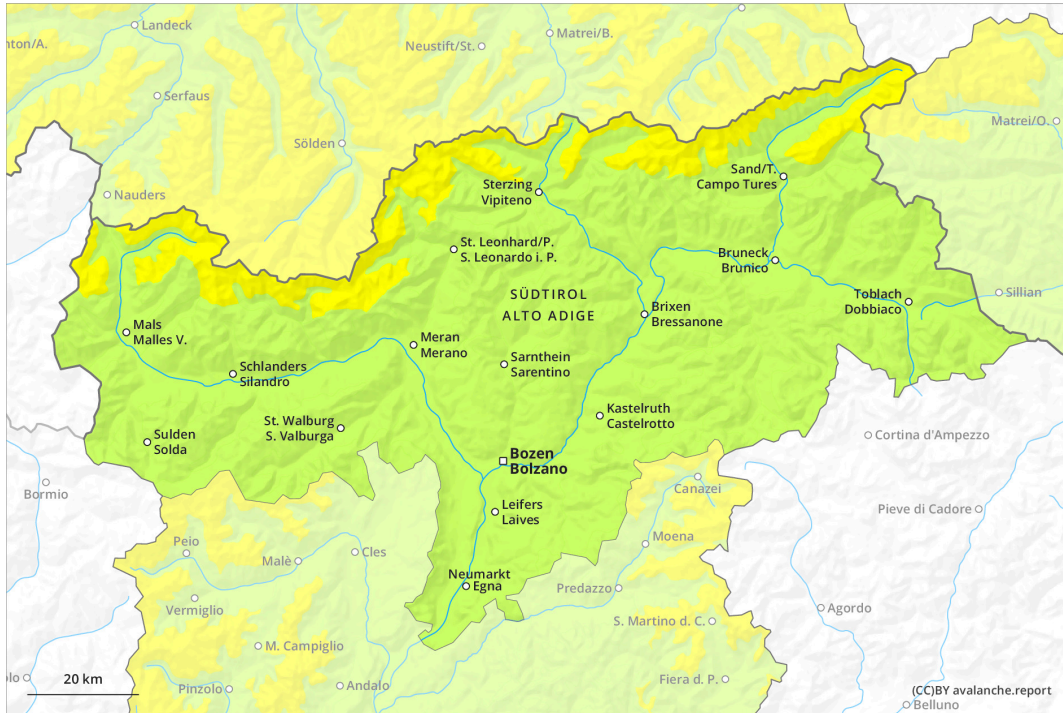 Landeck
nton/A.
Neustift/St.
Matrei/B.
Serfaus
Matrei/O.
Sölden
Sand/T.
Campo Tures
Nauders
Sterzing
Vipiteno
St. Leonhard/P.
S. Leonardo i. P.
Bruneck
Brunico
SÜDTIROL
ALTO ADIGE
Toblach
Dobbiaco
Sillian
Brixen
Bressanone
Mals
Malles V.
Meran
Merano
Sarnthein
Sarentino
Schlanders
Silandro
Kastelruth
Castelrotto
St. Walburg
S. Valburga
Sulden
Solda
Cortina d'Ampezzo
Bozen
Bolzano
Bormio
Canazei
Leifers
Laives
Pieve di Cadore
Peio
Cles
Malè
Moena
Neumarkt
Egna
Predazzo
Vermiglio
Agordo
S. Martino d. C.
M. Campiglio
olo
20 km
Pinzolo
Andalo
Fiera d. P.
(CC)BY avalanche.report
Belluno